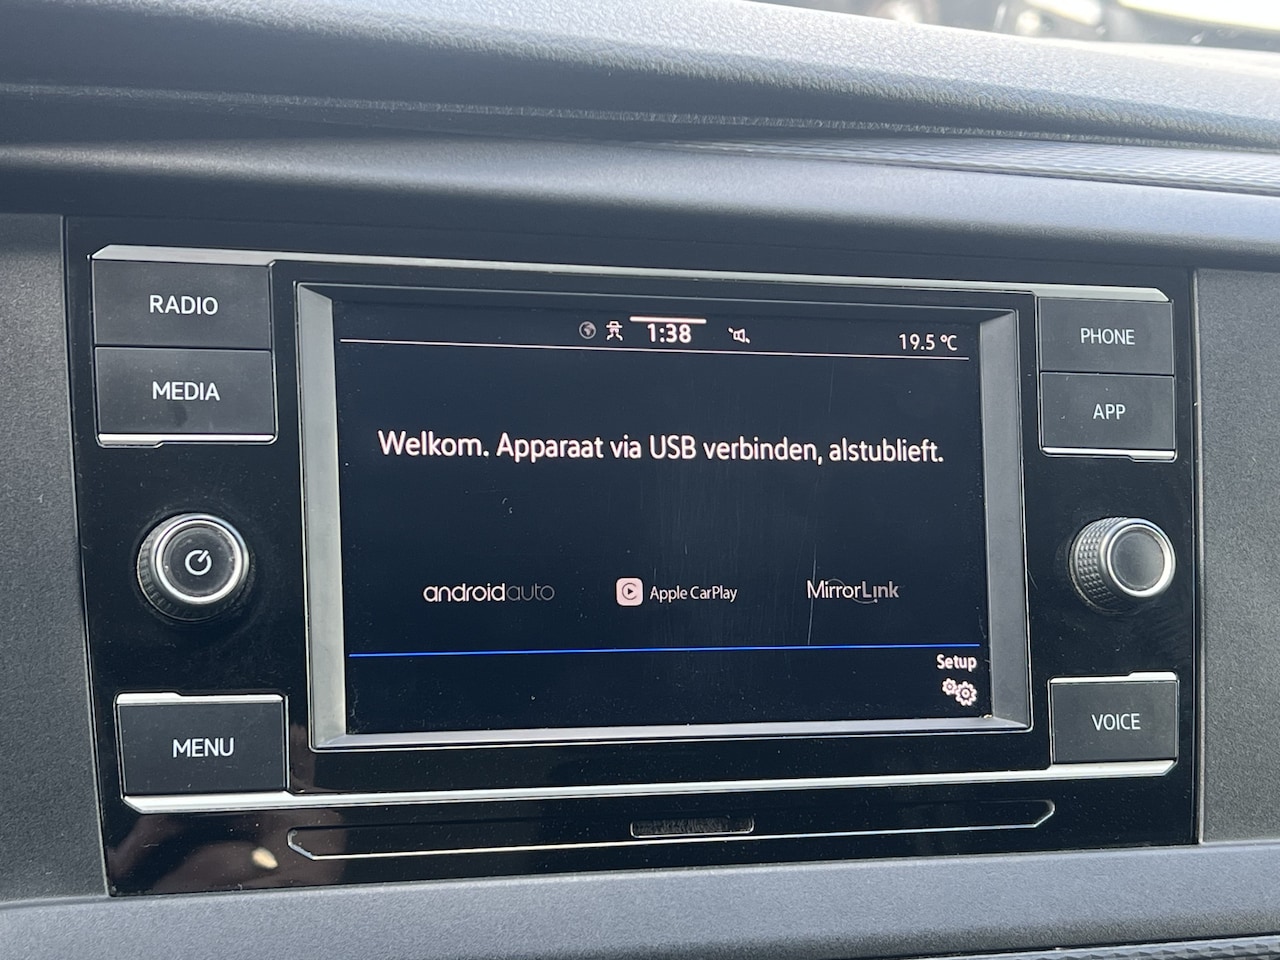 RADIO
MEDIA
MENU
1:38
19.5 °C
Welkom. Apparaat via USB verbinden, alstublieft.
androidauto
Apple CarPlay
MirrorLink
Setup
PHONE
APP
VOICE